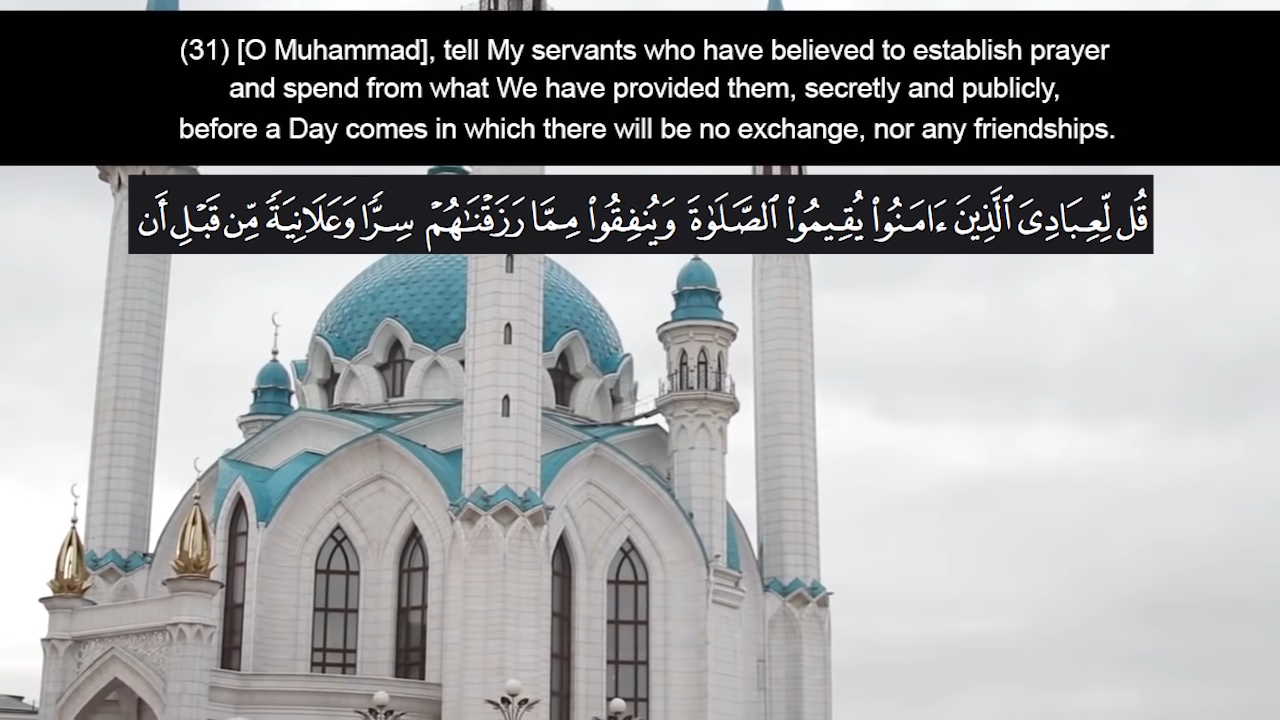 (31) [O Muhammad], tell My servants who have believed to establish prayer
and spend from what We have provided them, secretly and publicly,
before a Day comes in which there will be no exchange, nor any friendships.
قُل لِّعِبَادِىَ ٱلَّذِينَ ءَامَنُوا۟ يُقِيمُوا۟ ٱلصَّلَوٰةَ وَيُنفِقُوا۟ مِمَّا رَزَقْنَـٰهُمْ سِرًّا وَعَلَانِيَةً مِّن قَبْلِ أَن